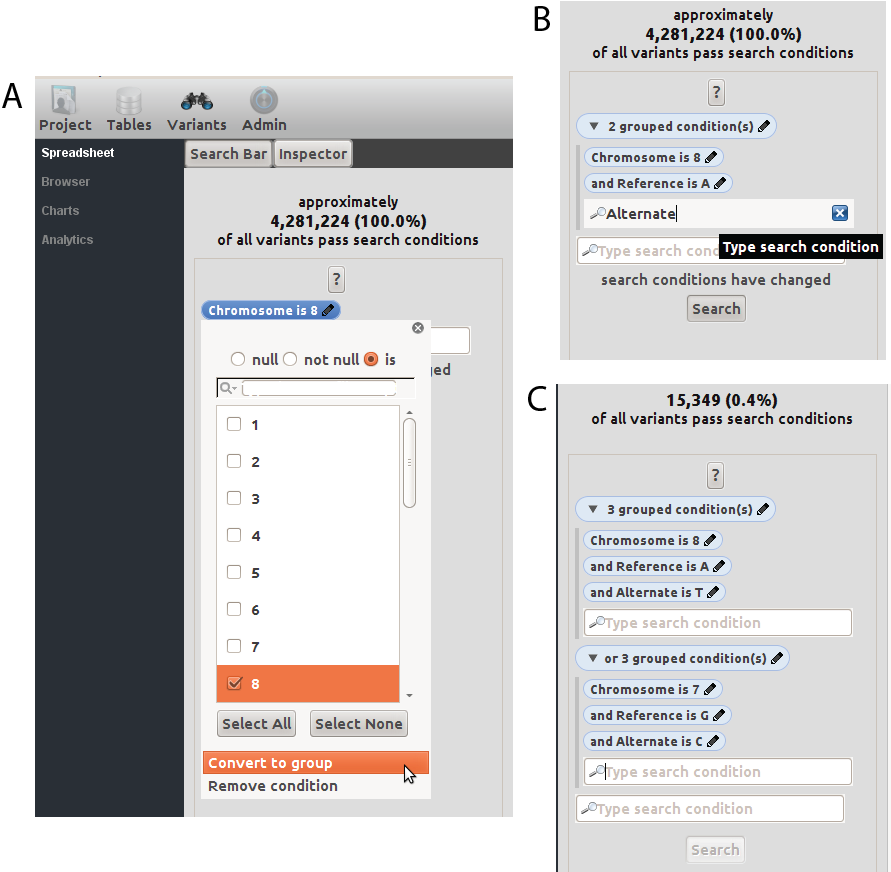 A
Project
Tables
Variants
Admin
Spreadsheet
Browser
Charts
Analytics
Search Bar
Inspector
approximately
4,281,224 (100.0%)
of all variants pass search conditions
?
Chromosome is 8
ged
null
not null
is
1
2
3
4
5
6
7
8
Select All
Select None
Convert to group
Remove condition
B
approximately
4,281,224 (100.0%)
of all variants pass search conditions
?
2 grouped condition(s)
Chromosome is 8
and Reference is A
Alternate
Type search con
Type search condition
search conditions have changed
Search
C
15,349 (0.4%)
of all variants pass search conditions
?
3 grouped condition(s)
Chromosome is 8
and Reference is A
and Alternate is T
Type search condition
or 3 grouped condition(s)
Chromosome is 7
and Reference is G
and Alternate is C
Type search condition
Type search condition
Search